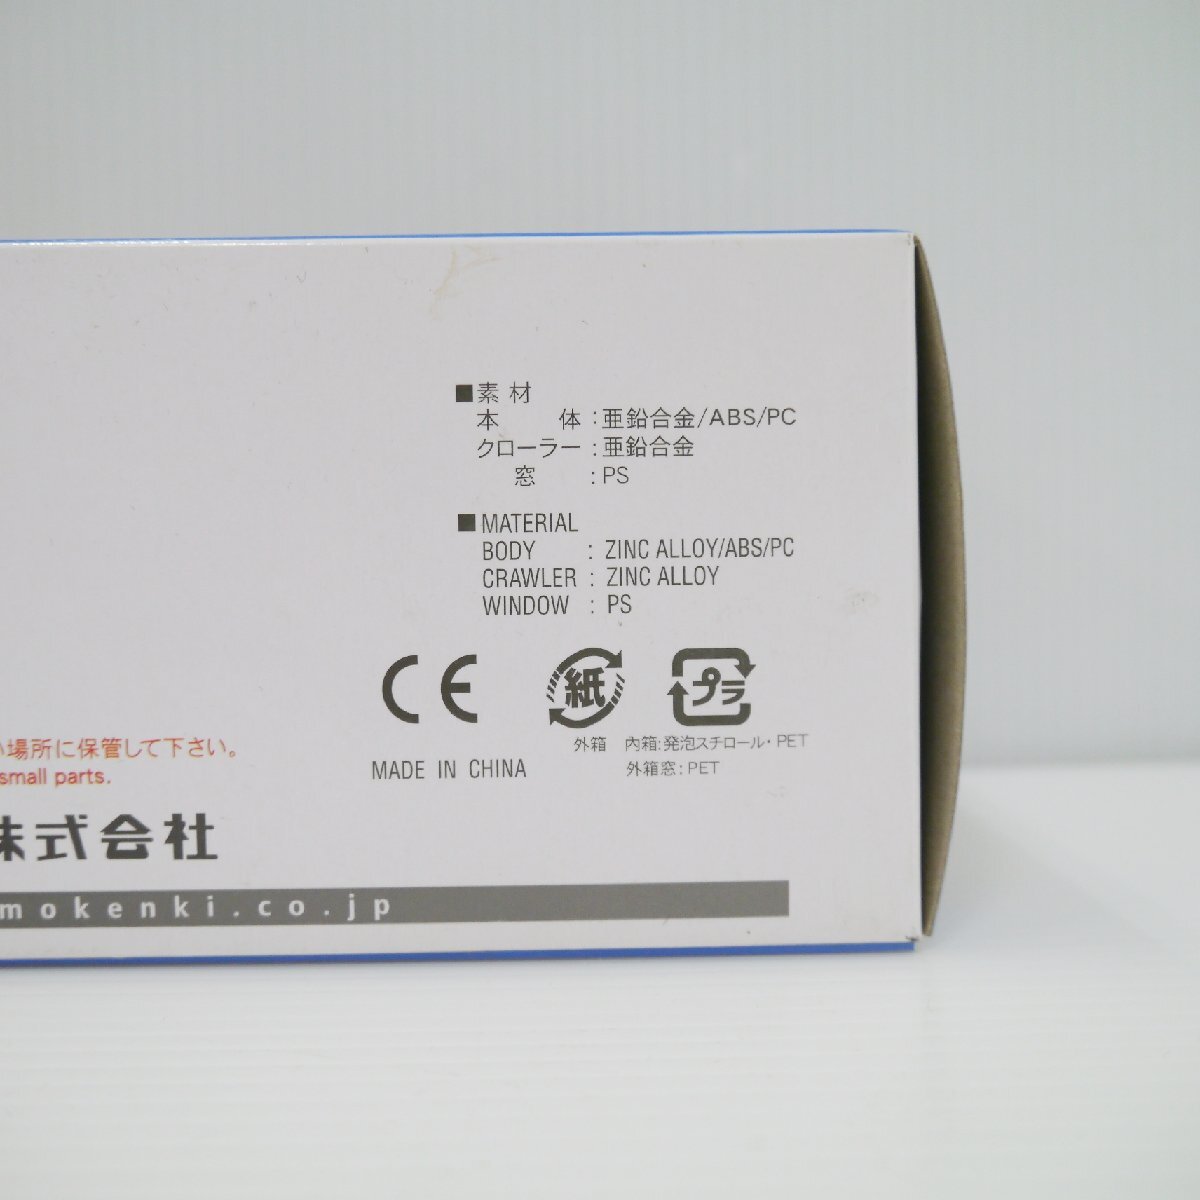 ■素 材
本 体 : 亜鉛合金/ABS/PC
クローラー : 亜鉛合金
窓 : PS
■MATERIAL
BODY : ZINC ALLOY/ABS/PC
CRAWLER : ZINC ALLOY
WINDOW : PS
CE 紙 プラ
外箱 内箱:発泡スチロール・PET
外箱窓:PET
MADE IN CHINA
い場所に保管して下さい。
small parts.
株式会社
mokenki.co.jp